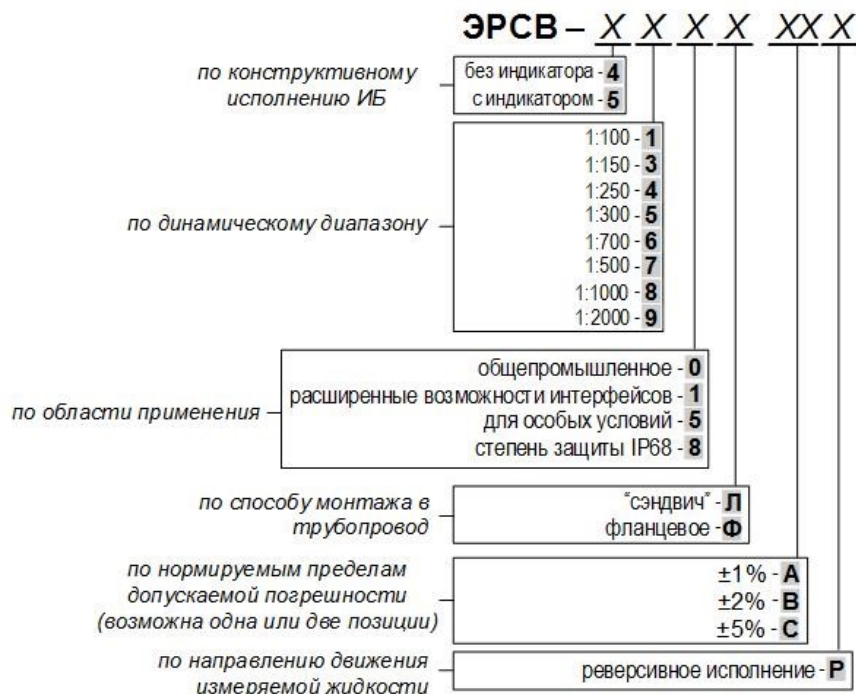 ЭРСВ – X X X X XX X
по конструктивному
исполнению ИБ
без индикатора - 4
с индикатором - 5
по динамическому диапазону
1:100 - 1
1:150 - 3
1:250 - 4
1:300 - 5
1:700 - 6
1:500 - 7
1:1000 - 8
1:2000 - 9
по области применения
общепромышленное - 0
расширенные возможности интерфейсов - 1
для особых условий - 5
степень защиты IP68 - 8
по способу монтажа в
трубопровод
"сэндвич" - Л
фланцевое - Ф
по нормируемым пределам
допускаемой погрешности
(возможна одна или две позиции)
±1% - А
±2% - В
±5% - С
по направлению движения
измеряемой жидкости
реверсивное исполнение - Р